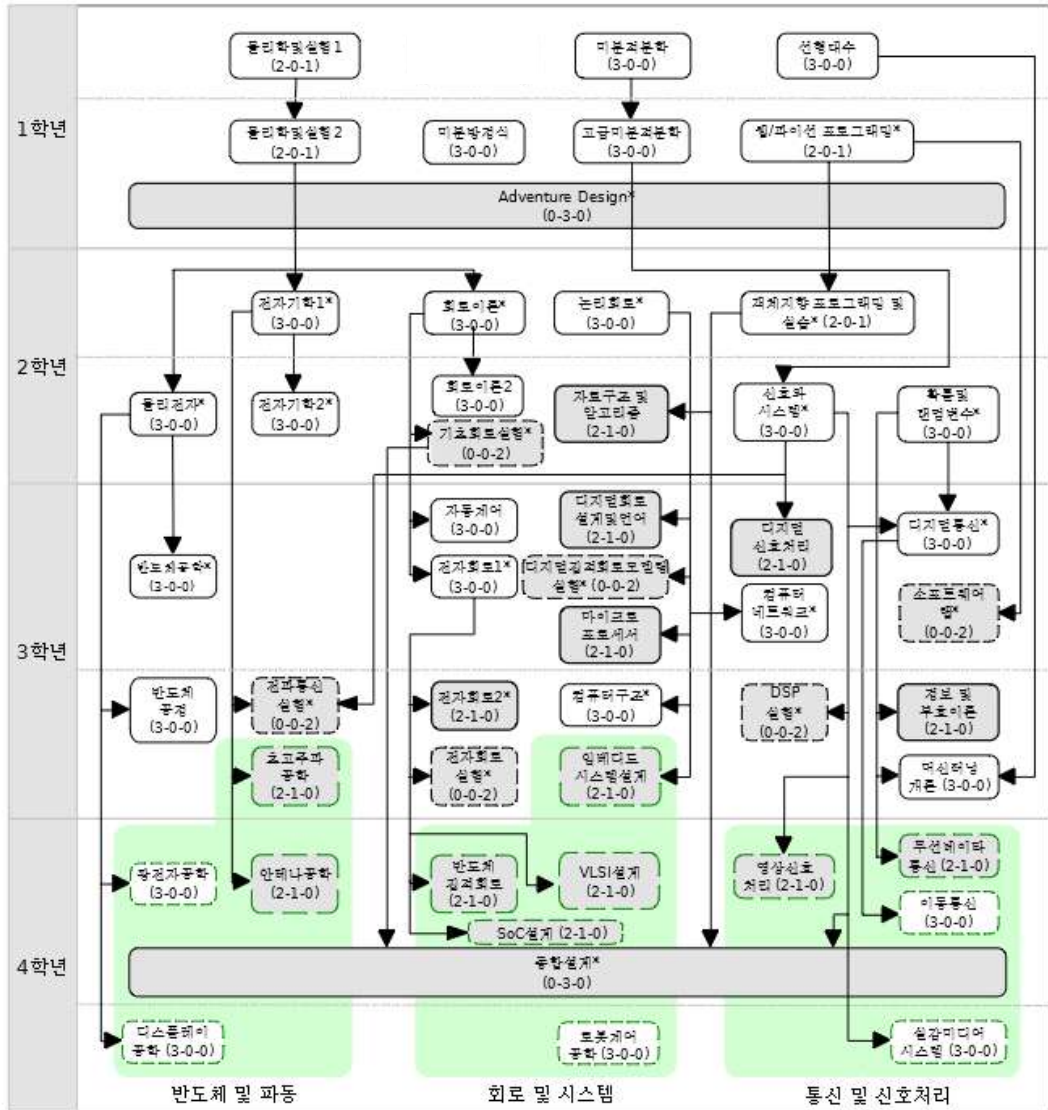 물리학및실험1
(2-0-1)
미분적분학
(3-0-0)
선형대수
(3-0-0)
1학년
물리학및실험2
(2-0-1)
미분방정식
(3-0-0)
고급미분적분학
(3-0-0)
웹/파이선 프로그래밍*
(2-0-1)
Adventure Design*
(0-3-0)
전자기학1*
(3-0-0)
회로이론*
(3-0-0)
논리회로*
(3-0-0)
객체지향 프로그래밍 및
실습* (2-0-1)
2학년
물리전자*
(3-0-0)
전자기학2*
(3-0-0)
회로이론2
(3-0-0)
기초회로실험*
(0-0-2)
자료구조 및
알고리즘
(2-1-0)
신호와
시스템*
(3-0-0)
확률및
랜덤변수*
(3-0-0)
자동제어
(3-0-0)
디지털회로
설계및언어
(2-1-0)
디지털
신호처리
(2-1-0)
디지털통신*
(3-0-0)
반도체공학*
(3-0-0)
전자회로1*
(3-0-0)
디지털집적회로모델링
실험* (0-0-2)
마이크로
프로세서
(2-1-0)
컴퓨터
네트워크*
(3-0-0)
소프트웨어
랩*
(0-0-2)
3학년
반도체
공정
(3-0-0)
전파통신
실험*
(0-0-2)
전자회로2*
(2-1-0)
컴퓨터구조*
(3-0-0)
DSP
실험*
(0-0-2)
정보 및
부호이론
(2-1-0)
초고주파
공학
(2-1-0)
전자회로
실험*
(0-0-2)
임베디드
시스템설계
(2-1-0)
머신러닝
개론 (3-0-0)
광전자공학
(3-0-0)
안테나공학
(2-1-0)
반도체
집적회로
(2-1-0)
VLSI설계
(2-1-0)
영상신호
처리 (2-1-0)
무선데이타
통신 (2-1-0)
이동통신
(3-0-0)
SoC설계 (2-1-0)
4학년
종합설계*
(0-3-0)
디스플레이
공학 (3-0-0)
로봇제어
공학 (3-0-0)
실감미디어
시스템 (3-0-0)
반도체 및 파동
회로 및 시스템
통신 및 신호처리